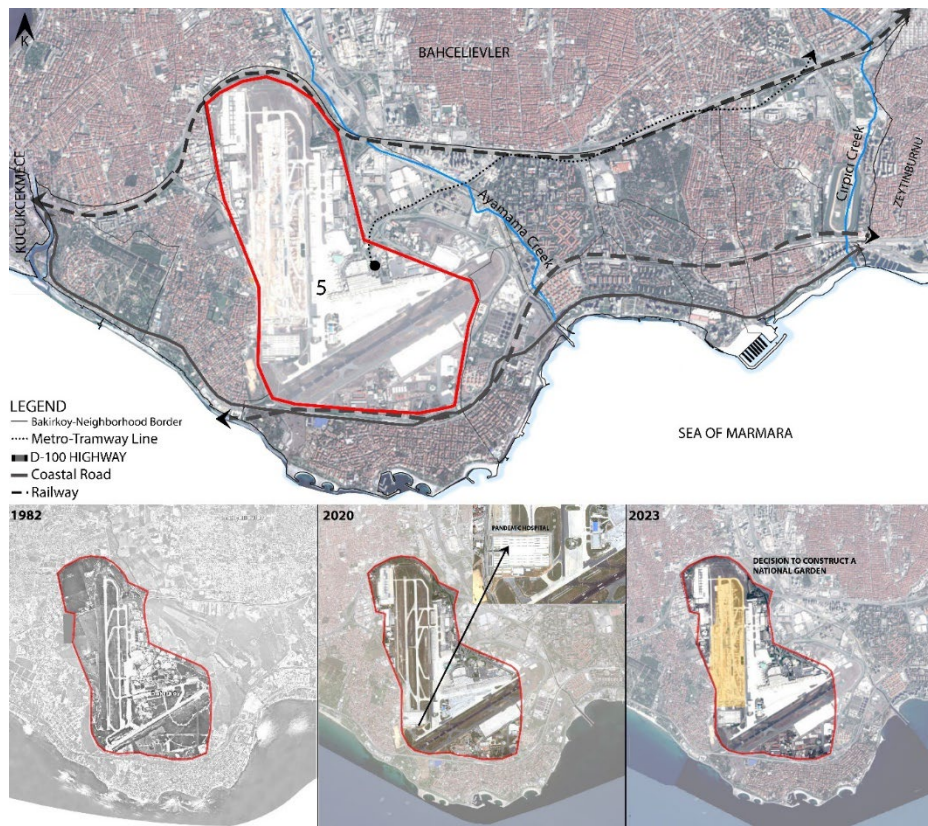 K
BAHCELIEVLER
KUCUKCEKMECE
Ayamama Creek
Cirpici Creek
ZEYTINBURNU
5
SEA OF MARMARA
LEGEND
Bakirkoy-Neighborhood Border
Metro-Tramway Line
D-100 HIGHWAY
Coastal Road
Railway
1982
2020
PANDEMIC HOSPITAL
2023
DECISION TO CONSTRUCT A
NATIONAL GARDEN